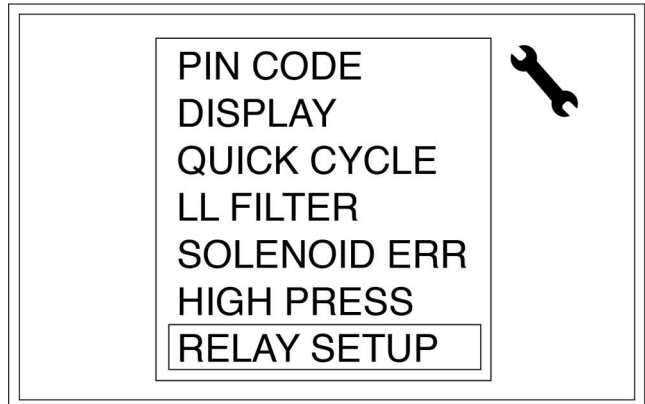 PIN CODE
DISPLAY
QUICK CYCLE
LL FILTER
SOLENOID ERR
HIGH PRESS
RELAY SETUP